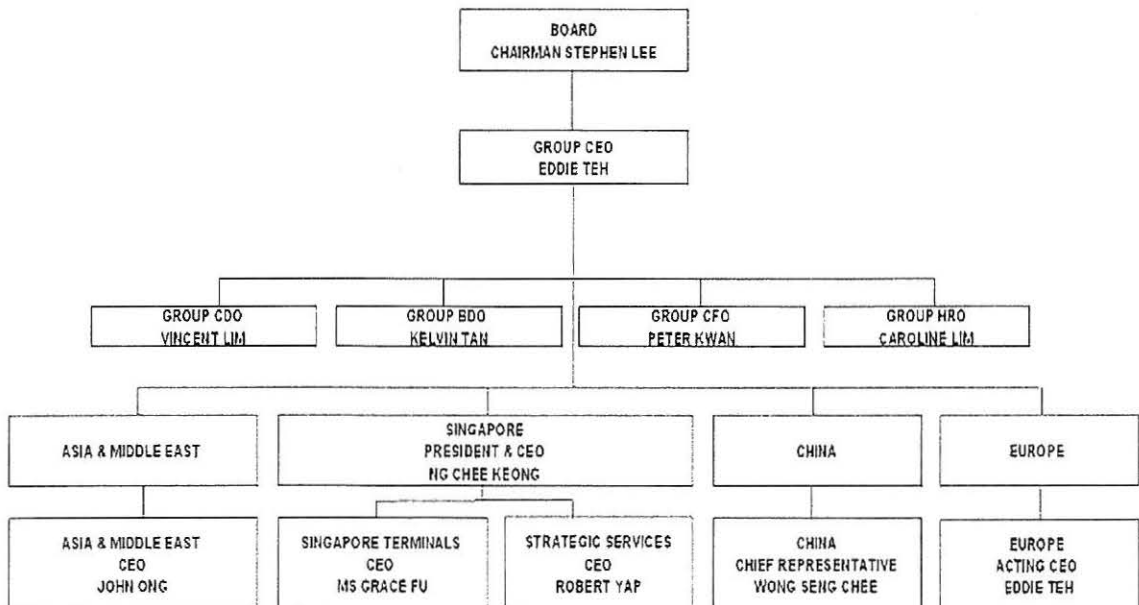 BOARD
CHAIRMAN STEPHEN LEE
GROUP CEO
EDDIE TEH
GROUP CDO
VINCENT LIM
GROUP BDO
KELVIN TAN
GROUP CFO
PETER KWAN
GROUP HRO
CAROLINE LIM
ASIA & MIDDLE EAST
SINGAPORE
PRESIDENT & CEO
NG CHEE KEONG
CHINA
EUROPE
ASIA & MIDDLE EAST
CEO
JOHN ONG
SINGAPORE TERMINALS
CEO
MS GRACE FU
STRATEGIC SERVICES
CEO
ROBERT YAP
CHINA
CHIEF REPRESENTATIVE
WONG SENG CHEE
EUROPE
ACTING CEO
EDDIE TEH